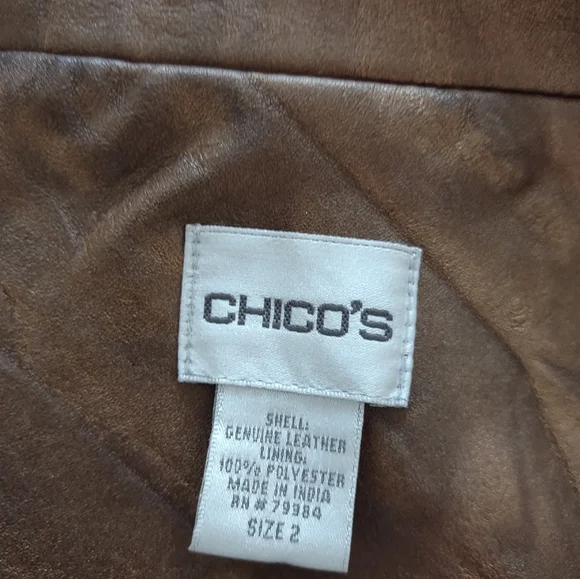 CHICO'S
SHELL:
GENUINE LEATHER
LINING:
100% POLYESTER
MADE IN INDIA
RN # 79984
SIZE 2